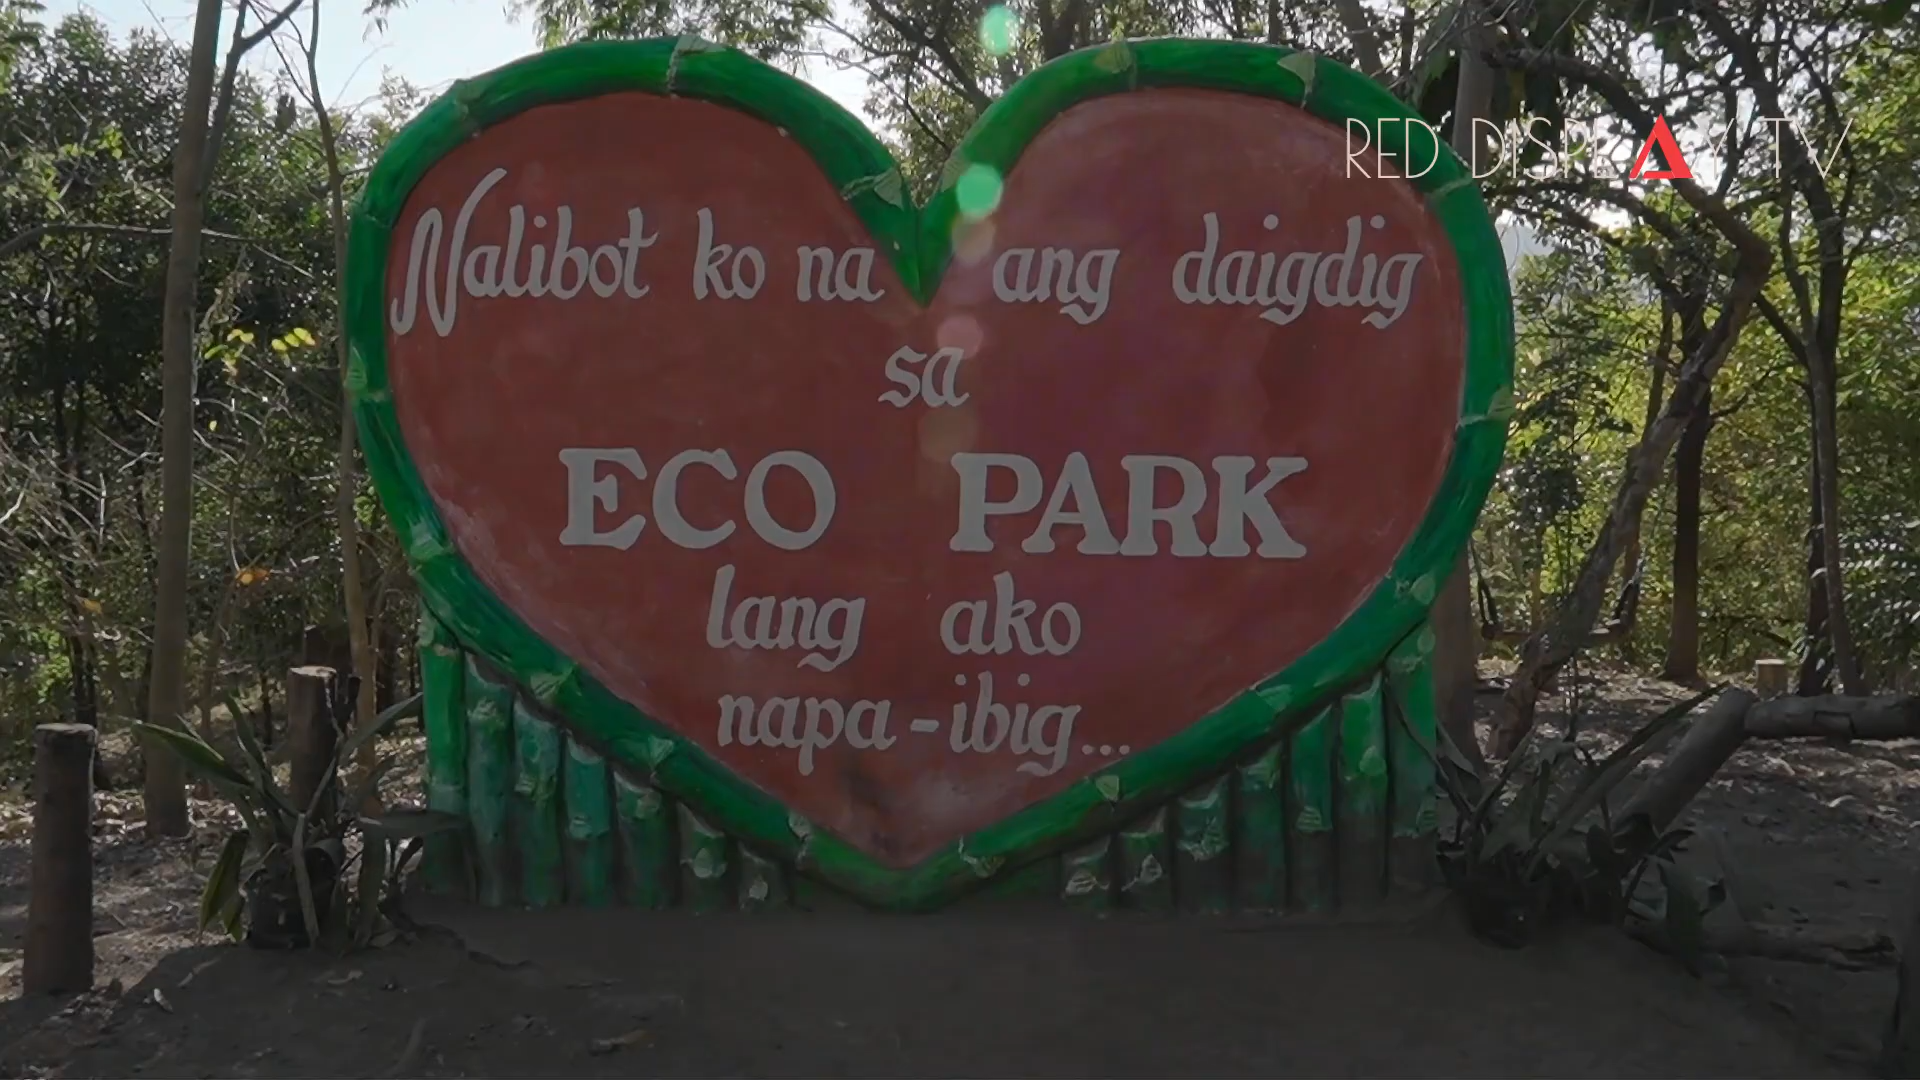 RED DISPLAY TV
Nalibot ko na ang daigdig
sa
ECO PARK
lang ako
napa-ibig...